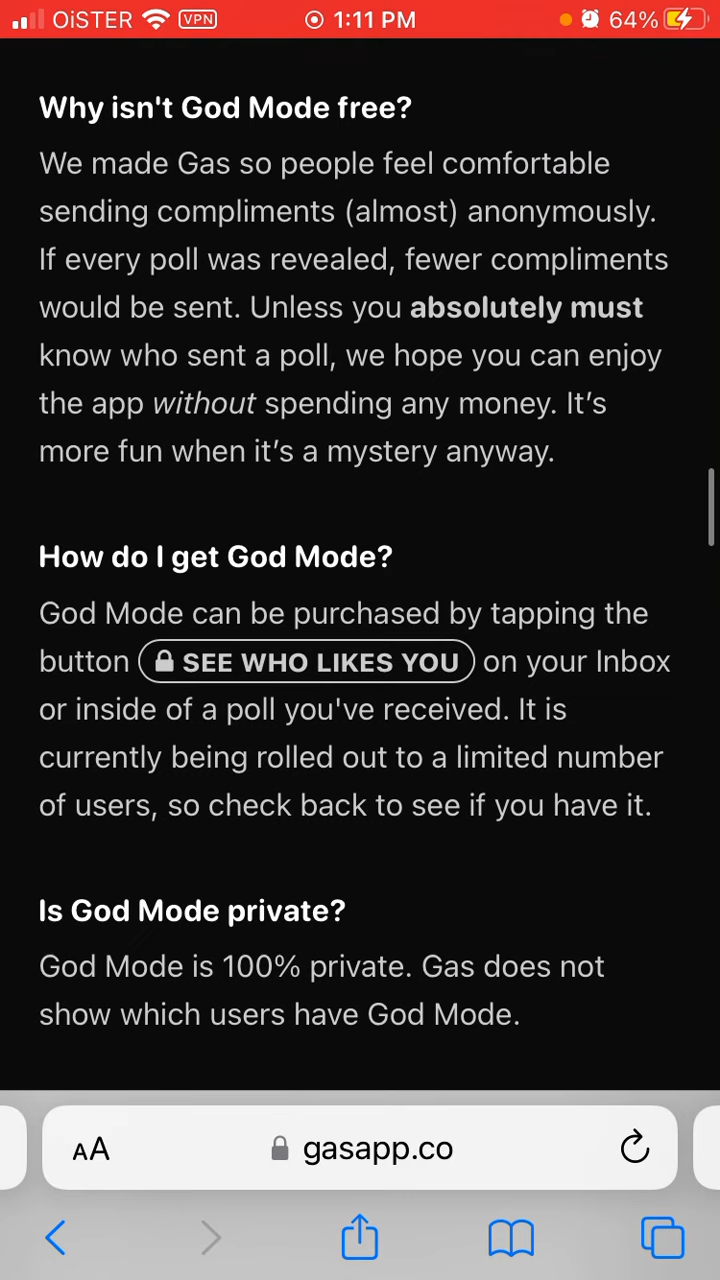 OiSTER VPN 1:11 PM 64%
Why isn't God Mode free?
We made Gas so people feel comfortable
sending compliments (almost) anonymously.
If every poll was revealed, fewer compliments
would be sent. Unless you absolutely must
know who sent a poll, we hope you can enjoy
the app without spending any money. It’s
more fun when it’s a mystery anyway.
How do I get God Mode?
God Mode can be purchased by tapping the
button SEE WHO LIKES YOU on your Inbox
or inside of a poll you've received. It is
currently being rolled out to a limited number
of users, so check back to see if you have it.
Is God Mode private?
God Mode is 100% private. Gas does not
show which users have God Mode.
AA gasapp.co